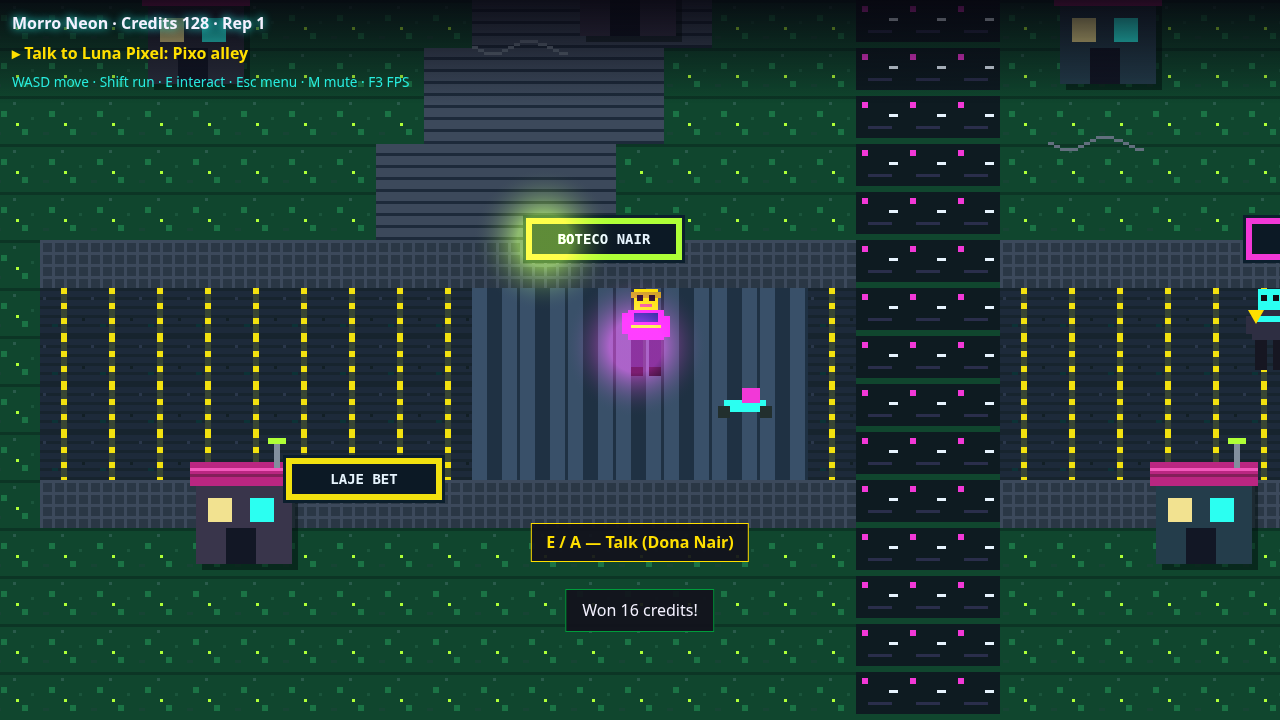 Morro Neon · Credits 128 · Rep 1
▸ Talk to Luna Pixel: Pixo alley
WASD move · Shift run · E interact · Esc menu · M mute · F3 FPS
BOTECO NAIR
LAJE BET
E / A — Talk (Dona Nair)
Won 16 credits!